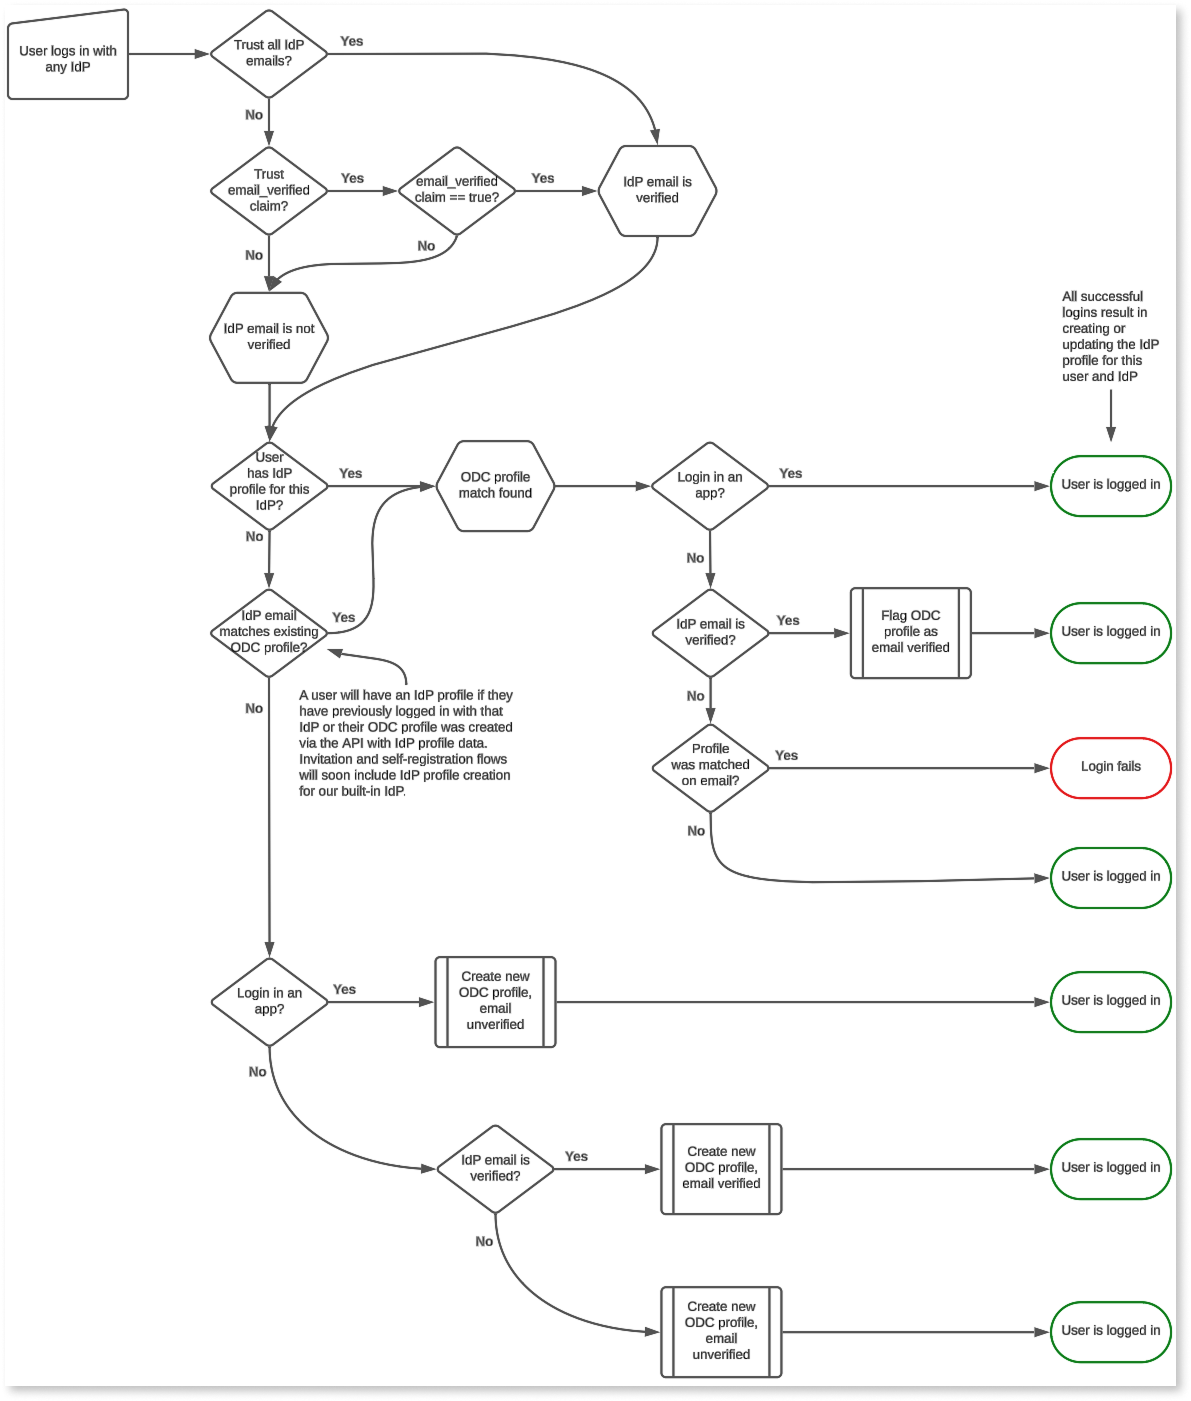 User logs in with
any IdP
Trust all IdP
emails?
Yes
No
Trust
email_verified
claim?
Yes
email_verified
claim == true?
Yes
IdP email is
verified
No
No
IdP email is not
verified
All successful
logins result in
creating or
updating the IdP
profile for this
user and IdP
User
has IdP
profile for this
IdP?
Yes
ODC profile
match found
Login in an
app?
Yes
User is logged in
No
No
IdP email
matches existing
ODC profile?
Yes
IdP email is
verified?
Yes
Flag ODC
profile as
email verified
User is logged in
No
A user will have an IdP profile if they
have previously logged in with that
IdP or their ODC profile was created
via the API with IdP profile data.
Invitation and self-registration flows
will soon include IdP profile creation
for our built-in IdP.
No
Profile
was matched
on email?
Yes
Login fails
No
User is logged in
Login in an
app?
Yes
Create new
ODC profile,
email
unverified
User is logged in
No
IdP email is
verified?
Yes
Create new
ODC profile,
email verified
User is logged in
No
Create new
ODC profile,
email
unverified
User is logged in